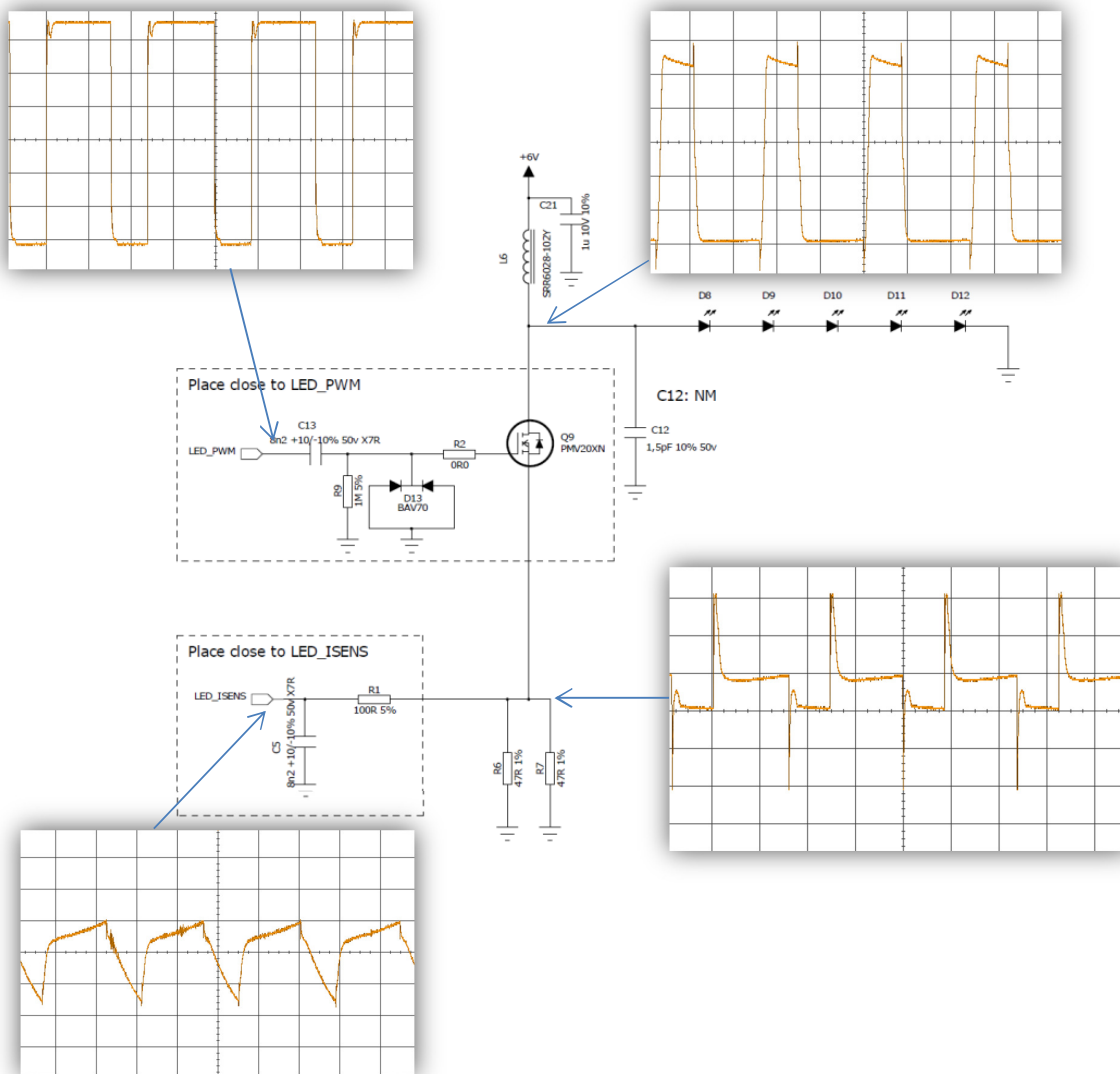 +6V
C21
1u 10V 10%
L6
SRR6028-102Y
D8 D9 D10 D11 D12
Place close to LED_PWM
C12: NM
C13
8n2 +10/-10% 50v X7R
LED_PWM
R2
0R0
Q9
PMV20XN
C12
1,5pF 10% 50v
R9
1M 5%
D13
BAV70
Place close to LED_ISENS
LED_ISENS
R1
100R 5%
C5
8n2 +10/-10% 50v X7R
R6
47R 1%
R7
47R 1%